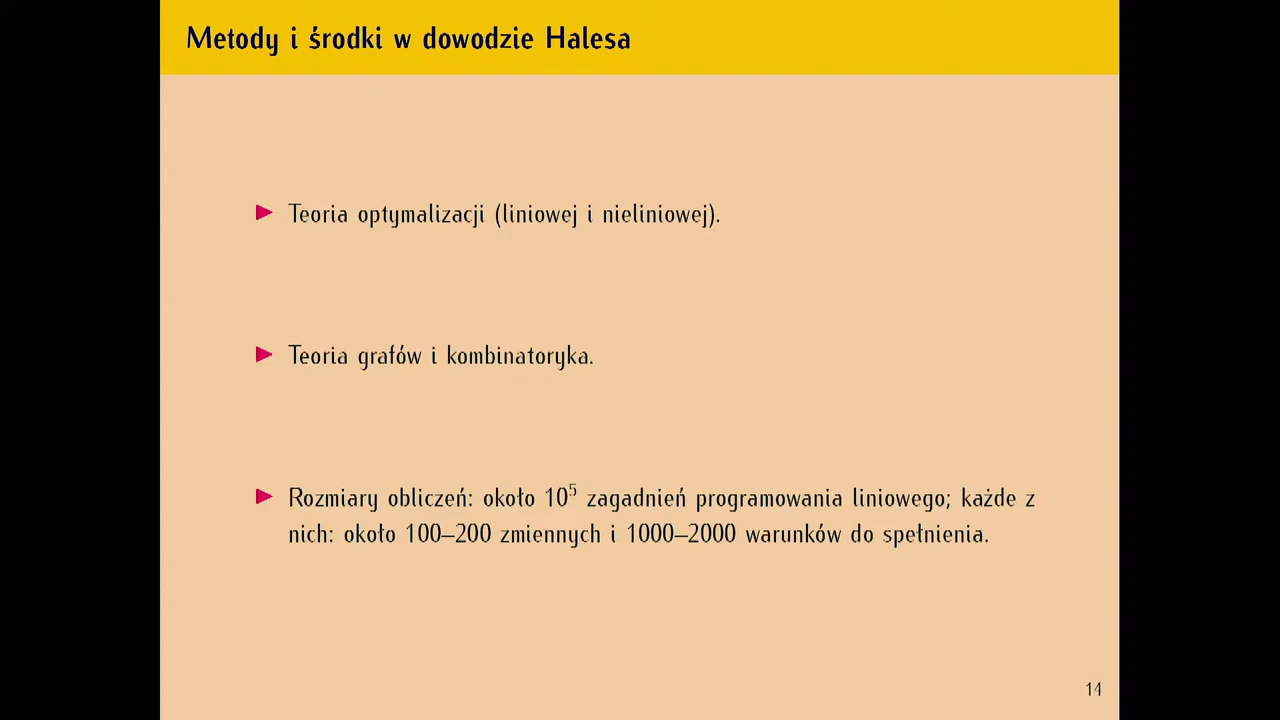 Metody i środki w dowodzie Halesa
► Teoria optymalizacji (liniowej i nieliniowej).
► Teoria grafów i kombinatoryka.
► Rozmiary obliczeń: około 10⁵ zagadnień programowania liniowego; każde z
nich: około 100–200 zmiennych i 1000–2000 warunków do spełnienia.
14